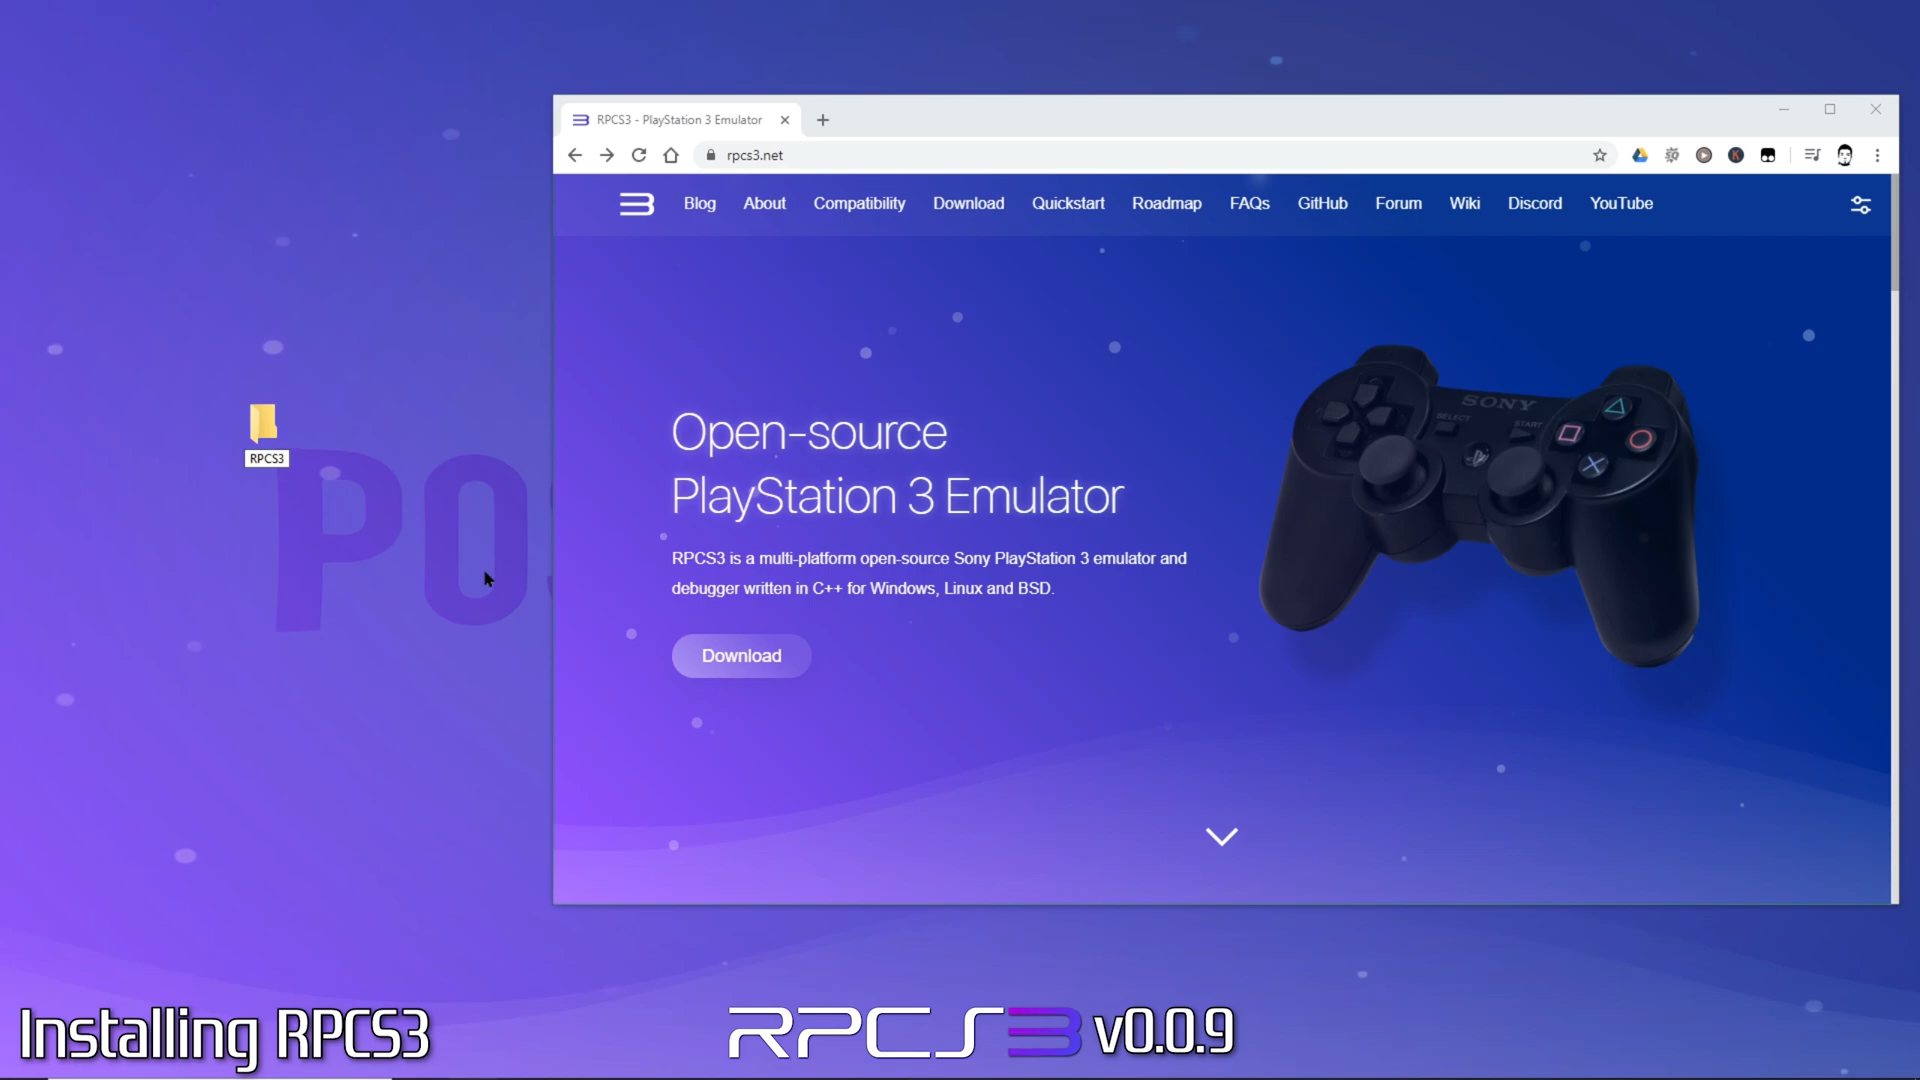 RPCS3 - PlayStation 3 Emulator
rpcs3.net
Blog About Compatibility Download Quickstart Roadmap FAQs GitHub Forum Wiki Discord YouTube
RPCS3
PO
Open-source
PlayStation 3 Emulator
RPCS3 is a multi-platform open-source Sony PlayStation 3 emulator and
debugger written in C++ for Windows, Linux and BSD.
Download
SONY
SELECT
START
Installing RPCS3
RPCS3 v0.0.9